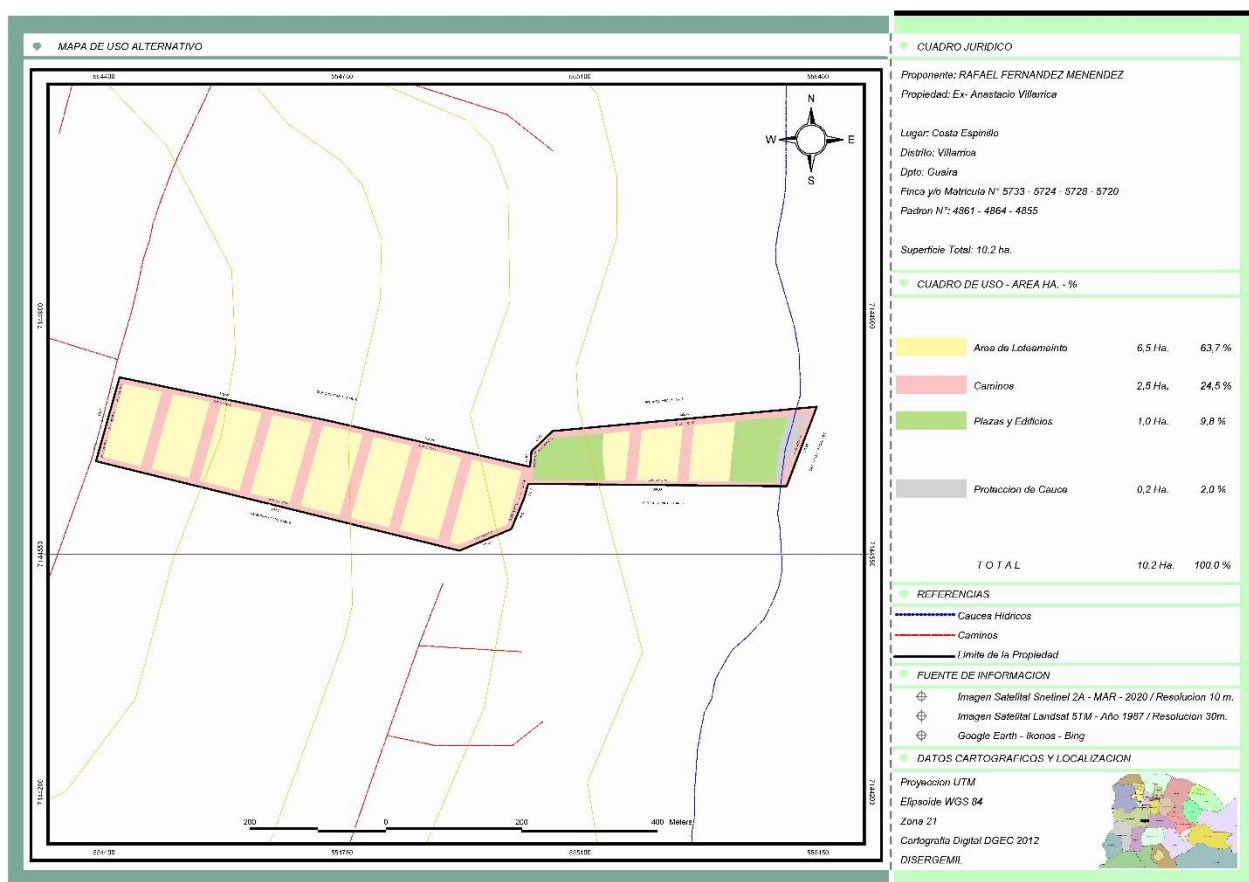 MAPA DE USO ALTERNATIVO
N
W
E
S
200 0 200 400 Meters
CUADRO JURIDICO
Proponente: RAFAEL FERNANDEZ MENENDEZ
Propiedad: Ex- Anastacio Villarrica
Lugar: Costa Espinillo
Distrito: Villarrica
Dpto: Guaira
Finca y/o Matricula N° 5733 - 5724 - 5728 - 5720
Padron N°: 4861 - 4864 - 4855
Superficie Total: 10.2 ha.
CUADRO DE USO - AREA HA. - %
Area de Loteameinto 6,5 Ha. 63,7 %
Caminos 2,5 Ha. 24,5 %
Plazas y Edificios 1,0 Ha. 9,8 %
Proteccion de Cauce 0,2 Ha. 2,0 %
T O T A L 10.2 Ha. 100.0 %
REFERENCIAS
Cauces Hidricos
Caminos
Limite de la Propiedad
FUENTE DE INFORMACION
Imagen Satelital Snetinel 2A - MAR - 2020 / Resolucion 10 m.
Imagen Satelital Landsat 5TM - Año 1987 / Resolucion 30m.
Google Earth - Ikonos - Bing
DATOS CARTOGRAFICOS Y LOCALIZACION
Proyeccion UTM
Elipsoide WGS 84
Zona 21
Cartografia Digital DGEC 2012
DISERGEMIL